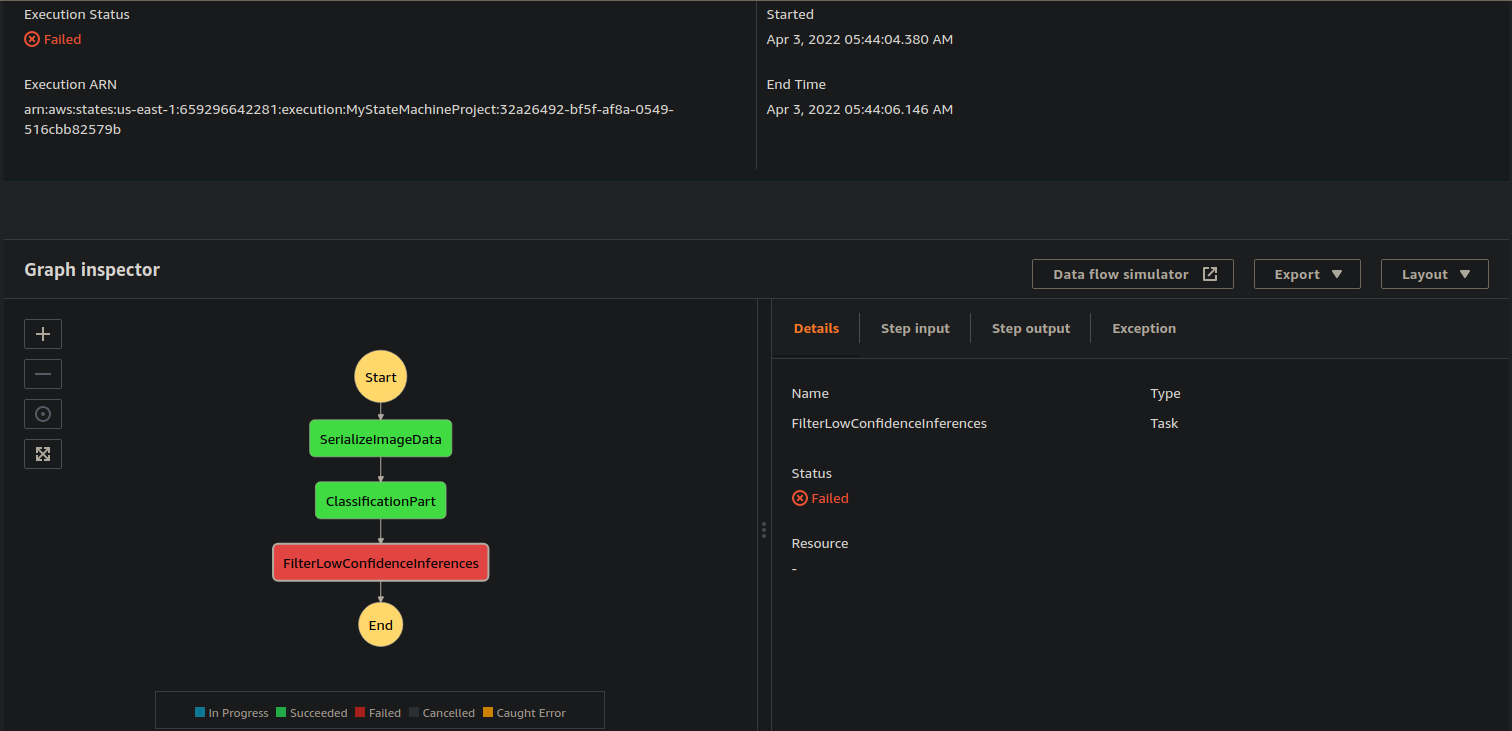 Execution Status
Failed
Execution ARN
arn:aws:states:us-east-1:659296642281:execution:MyStateMachineProject:32a26492-bf5f-af8a-0549-
516cbb82579b
Started
Apr 3, 2022 05:44:04.380 AM
End Time
Apr 3, 2022 05:44:06.146 AM
Graph inspector
Data flow simulator
Export
Layout
Start
SerializeImageData
ClassificationPart
FilterLowConfidenceInferences
End
In Progress Succeeded Failed Cancelled Caught Error
Details Step input Step output Exception
Name
FilterLowConfidenceInferences
Type
Task
Status
Failed
Resource
-